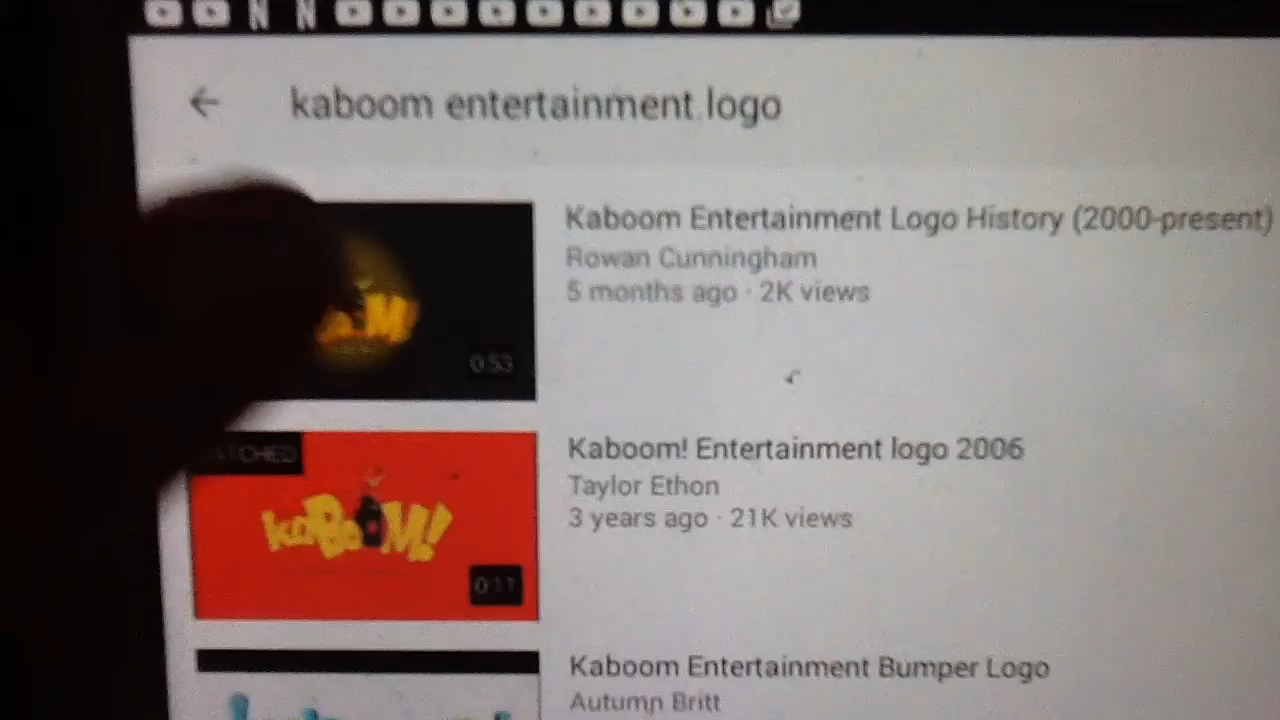 kaboom entertainment logo
Kaboom Entertainment Logo History (2000-present)
Rowan Cunningham
5 months ago · 2K views
0:53
Kaboom! Entertainment logo 2006
Taylor Ethon
3 years ago · 21K views
kaBooM!
0:11
Kaboom Entertainment Bumper Logo
Autumn Britt